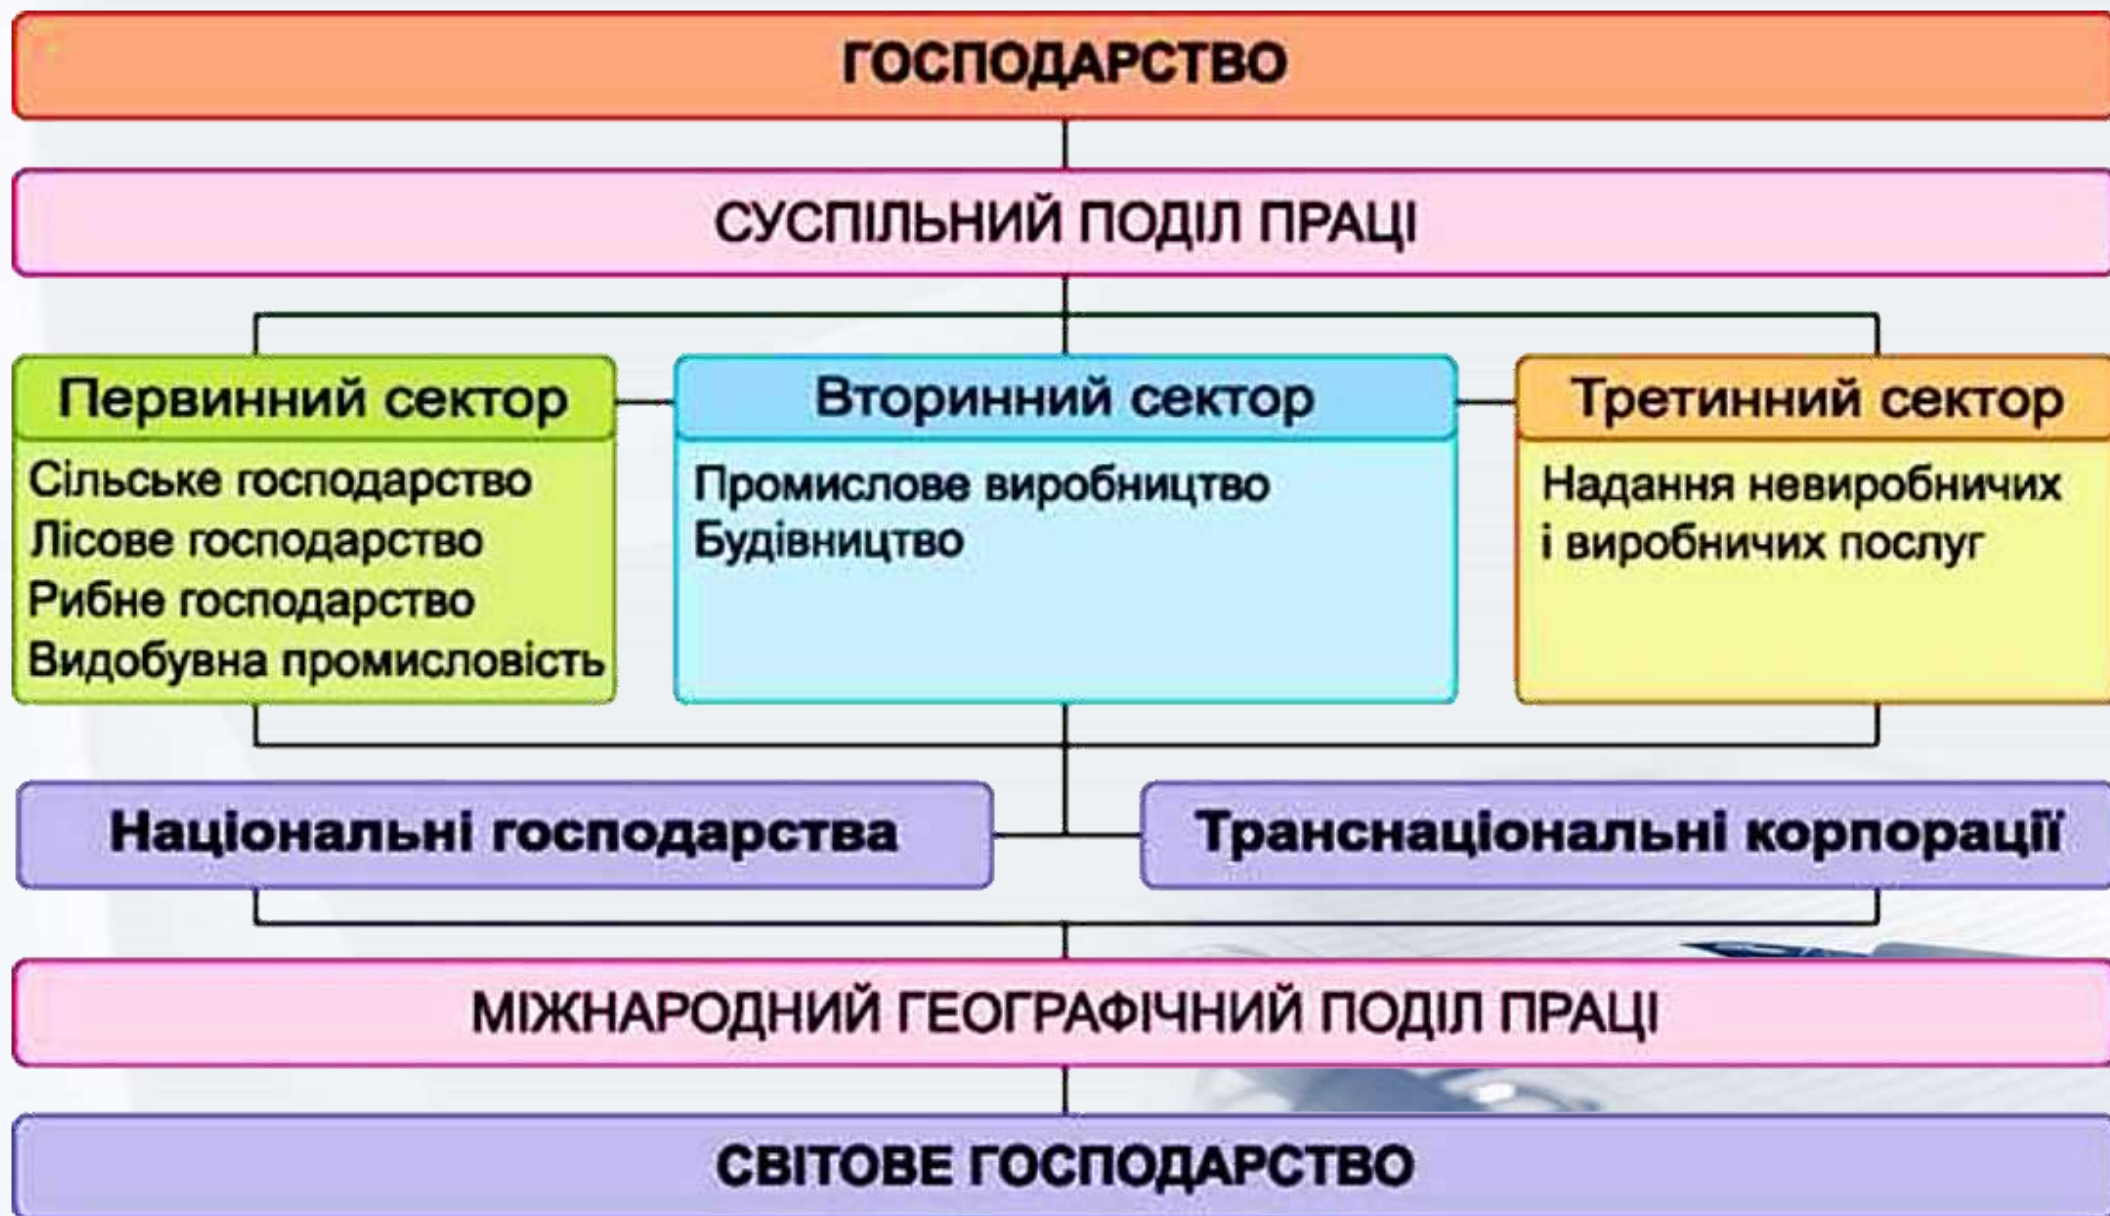 ГОСПОДАРСТВО
СУСПІЛЬНИЙ ПОДІЛ ПРАЦІ
Первинний сектор
Сільське господарство
Лісове господарство
Рибне господарство
Видобувна промисловість
Вторинний сектор
Промислове виробництво
Будівництво
Третинний сектор
Надання невиробничих
і виробничих послуг
Національні господарства
Транснаціональні корпорації
МІЖНАРОДНИЙ ГЕОГРАФІЧНИЙ ПОДІЛ ПРАЦІ
СВІТОВЕ ГОСПОДАРСТВО